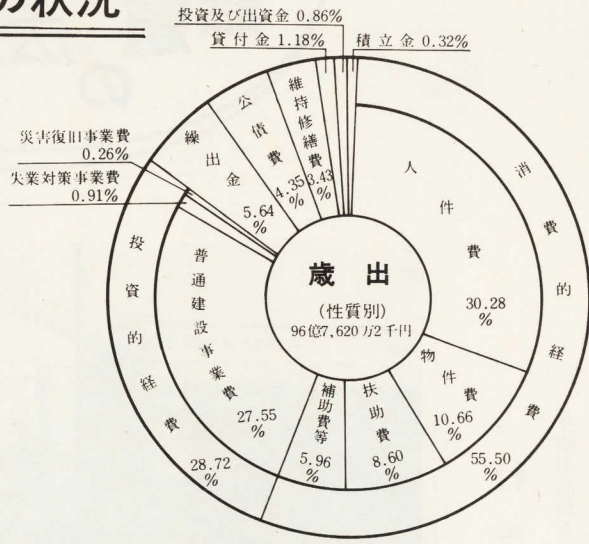 の状況
投資及び出資金 0.86%
貸付金 1.18%
積立金 0.32%
災害復旧事業費
0.26%
失業対策事業費
0.91%
繰出金
5.64
%
公債費
4.35
%
維持修繕費
3.43
%
人件費
30.28
%
消費的経費
55.50
%
物件費
10.66
%
扶助費
8.60
%
補助費等
5.96
%
普通建設事業費
27.55
%
投資的経費
28.72
%
歳出
(性質別)
96億7,620万2千円